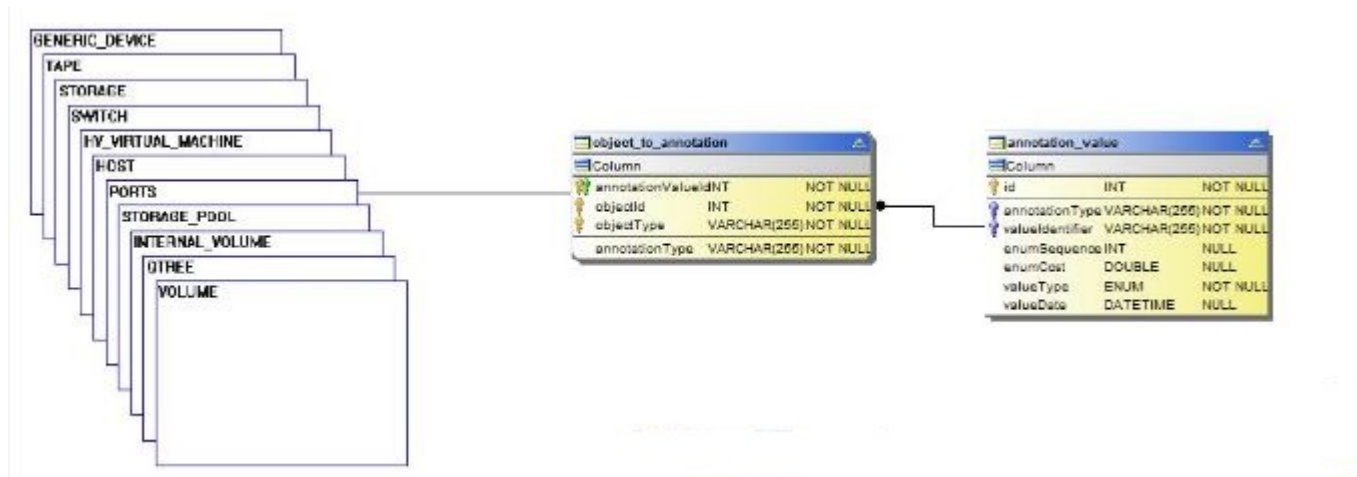 GENERIC_DEVICE
TAPE
STORAGE
SWITCH
HV_VIRTUAL_MACHINE
HOST
PORTS
STORAGE_POOL
INTERNAL_VOLUME
QTREE
VOLUME
object_to_annotation
Column
annotationValueId INT NOT NULL
objectId INT NOT NULL
objectType VARCHAR(255) NOT NULL
annotationType VARCHAR(255) NOT NULL
annotation_value
Column
id INT NOT NULL
annotationType VARCHAR(255) NOT NULL
valueIdentifier VARCHAR(255) NOT NULL
enumSequence INT NULL
enumCost DOUBLE NULL
valueType ENUM NOT NULL
valueDate DATETIME NULL